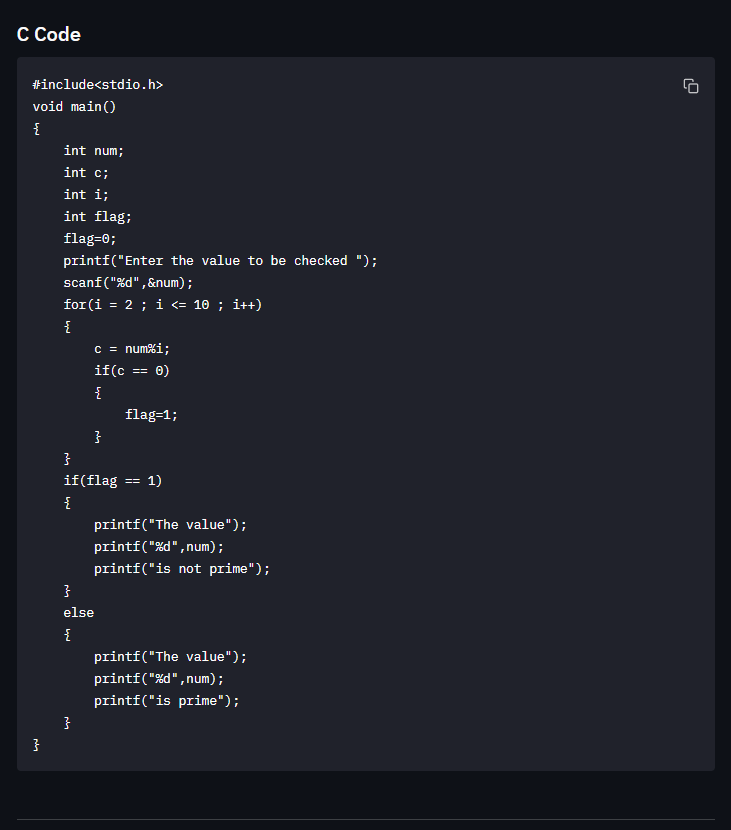 C Code
#include<stdio.h>
void main()
{
    int num;
    int c;
    int i;
    int flag;
    flag=0;
    printf("Enter the value to be checked ");
    scanf("%d",&num);
    for(i = 2 ; i <= 10 ; i++)
    {
        c = num%i;
        if(c == 0)
        {
            flag=1;
        }
    }
    if(flag == 1)
    {
        printf("The value");
        printf("%d",num);
        printf("is not prime");
    }
    else
    {
        printf("The value");
        printf("%d",num);
        printf("is prime");
    }
}